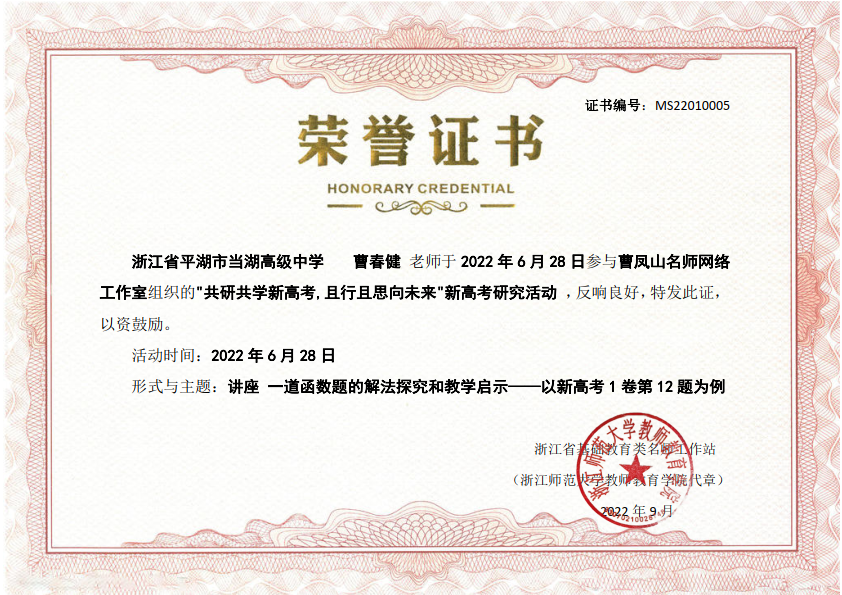 证书编号：MS22010005
荣誉证书
HONORARY CREDENTIAL
浙江省平湖市当湖高级中学 曹春健 老师于 2022 年 6 月 28 日参与曹凤山名师网络
工作室组织的"共研共学新高考,且行且思向未来"新高考研究活动 ，反响良好，特发此证，
以资鼓励。
活动时间：2022 年 6 月 28 日
形式与主题：讲座 一道函数题的解法探究和教学启示——以新高考 1 卷第 12 题为例
浙江省基础教育类名师工作站
（浙江师范大学教师教育学院代章）
2022 年 9 月
浙江师范大学教师教育学院